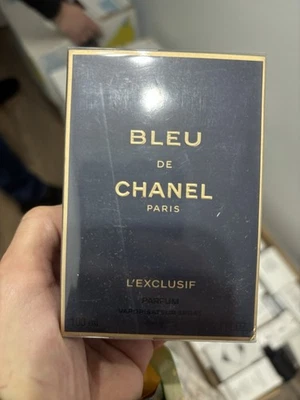 BLEU
DE
CHANEL
PARIS
L'EXCLUSIF
PARFUM